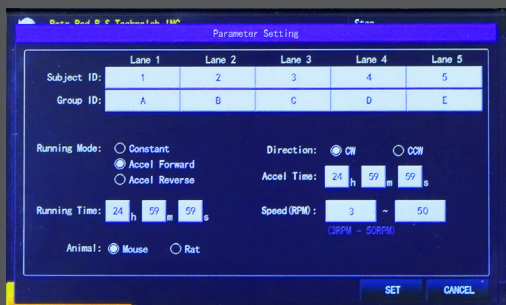 Parameter Setting
Lane 1 Lane 2 Lane 3 Lane 4 Lane 5
Subject ID: 1 2 3 4 5
Group ID: A B C D E
Running Mode: Constant Direction: CW CCW
Accel Forward
Accel Reverse Accel Time: 24 h 59 m 59 s
Running Time: 24 h 59 m 59 s Speed(RPM): 3 ~ 50
(3RPM - 50RPM)
Animal: Mouse Rat
SET CANCEL